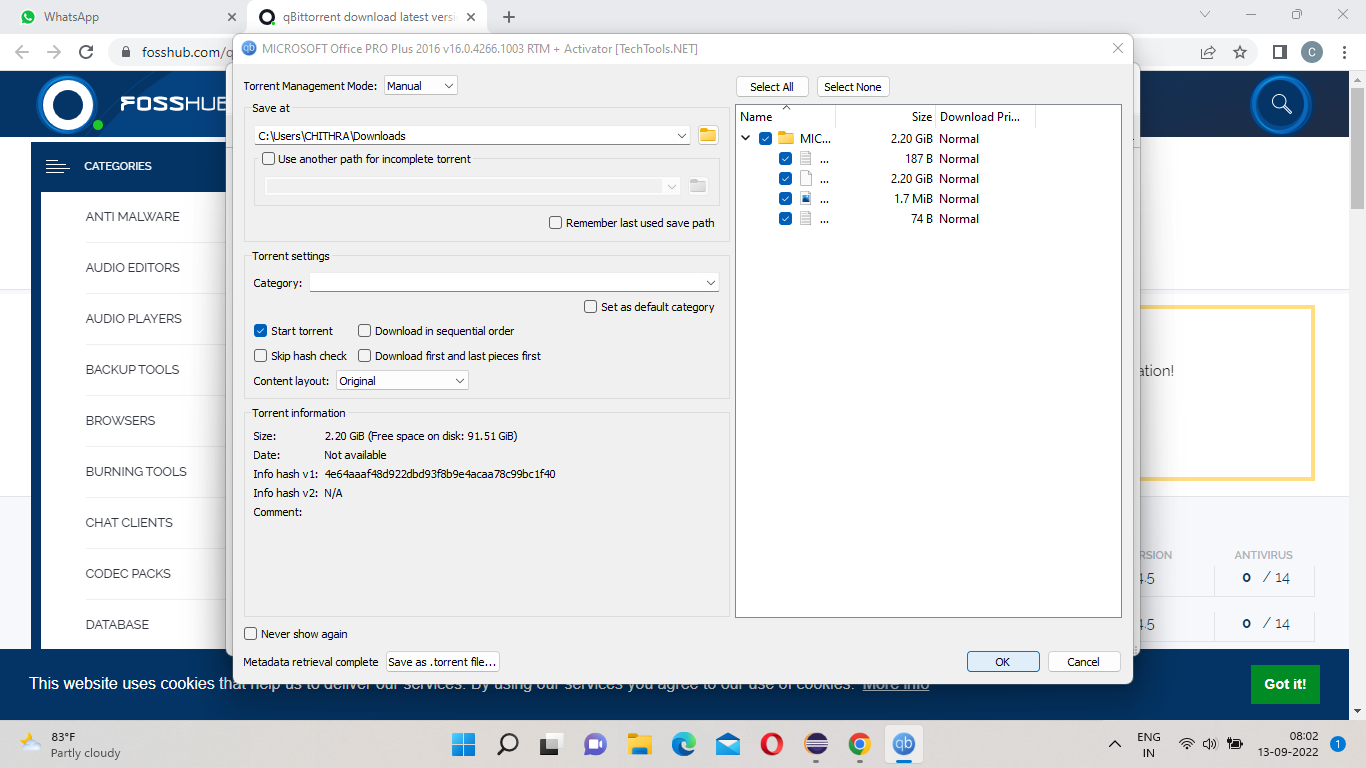 WhatsApp
qBittorrent download latest versi
fosshub.com/q
C
MICROSOFT Office PRO Plus 2016 v16.0.4266.1003 RTM + Activator [TechTools.NET]
FOSSHU
CATEGORIES
ANTI MALWARE
AUDIO EDITORS
AUDIO PLAYERS
BACKUP TOOLS
BROWSERS
BURNING TOOLS
CHAT CLIENTS
CODEC PACKS
DATABASE
Torrent Management Mode: Manual
Save at
C:\Users\CHITHRA\Downloads
Use another path for incomplete torrent
Remember last used save path
Torrent settings
Category:
Set as default category
Start torrent Download in sequential order
Skip hash check Download first and last pieces first
Content layout: Original
Torrent information
Size: 2.20 GiB (Free space on disk: 91.51 GiB)
Date: Not available
Info hash v1: 4e64aaaf48d922dbd93f8b9e4acaa78c99bc1f40
Info hash v2: N/A
Comment:
Never show again
Metadata retrieval complete Save as .torrent file...
Select All Select None
Name Size Download Pri...
MIC... 2.20 GiB Normal
... 187 B Normal
... 2.20 GiB Normal
... 1.7 MiB Normal
... 74 B Normal
OK Cancel
ation!
RSION ANTIVIRUS
4.5 0 / 14
4.5 0 / 14
This website uses cookies that help us to deliver our services. By using our services you agree to our use of cookies. More info
Got it!
83°F
Partly cloudy
qb
ENG
IN
08:02
13-09-2022
1